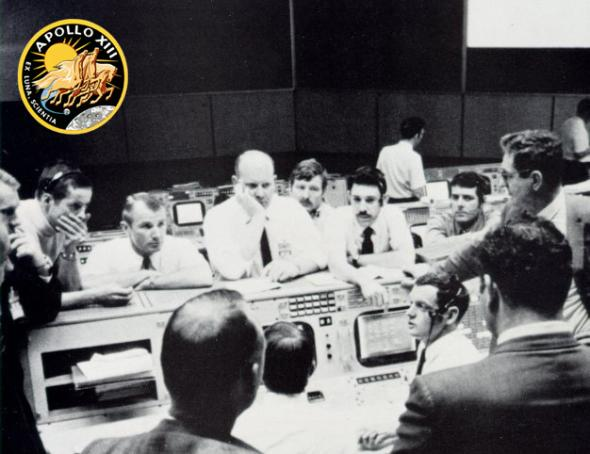 APOLLO XIII
EX LUNA, SCIENTIA